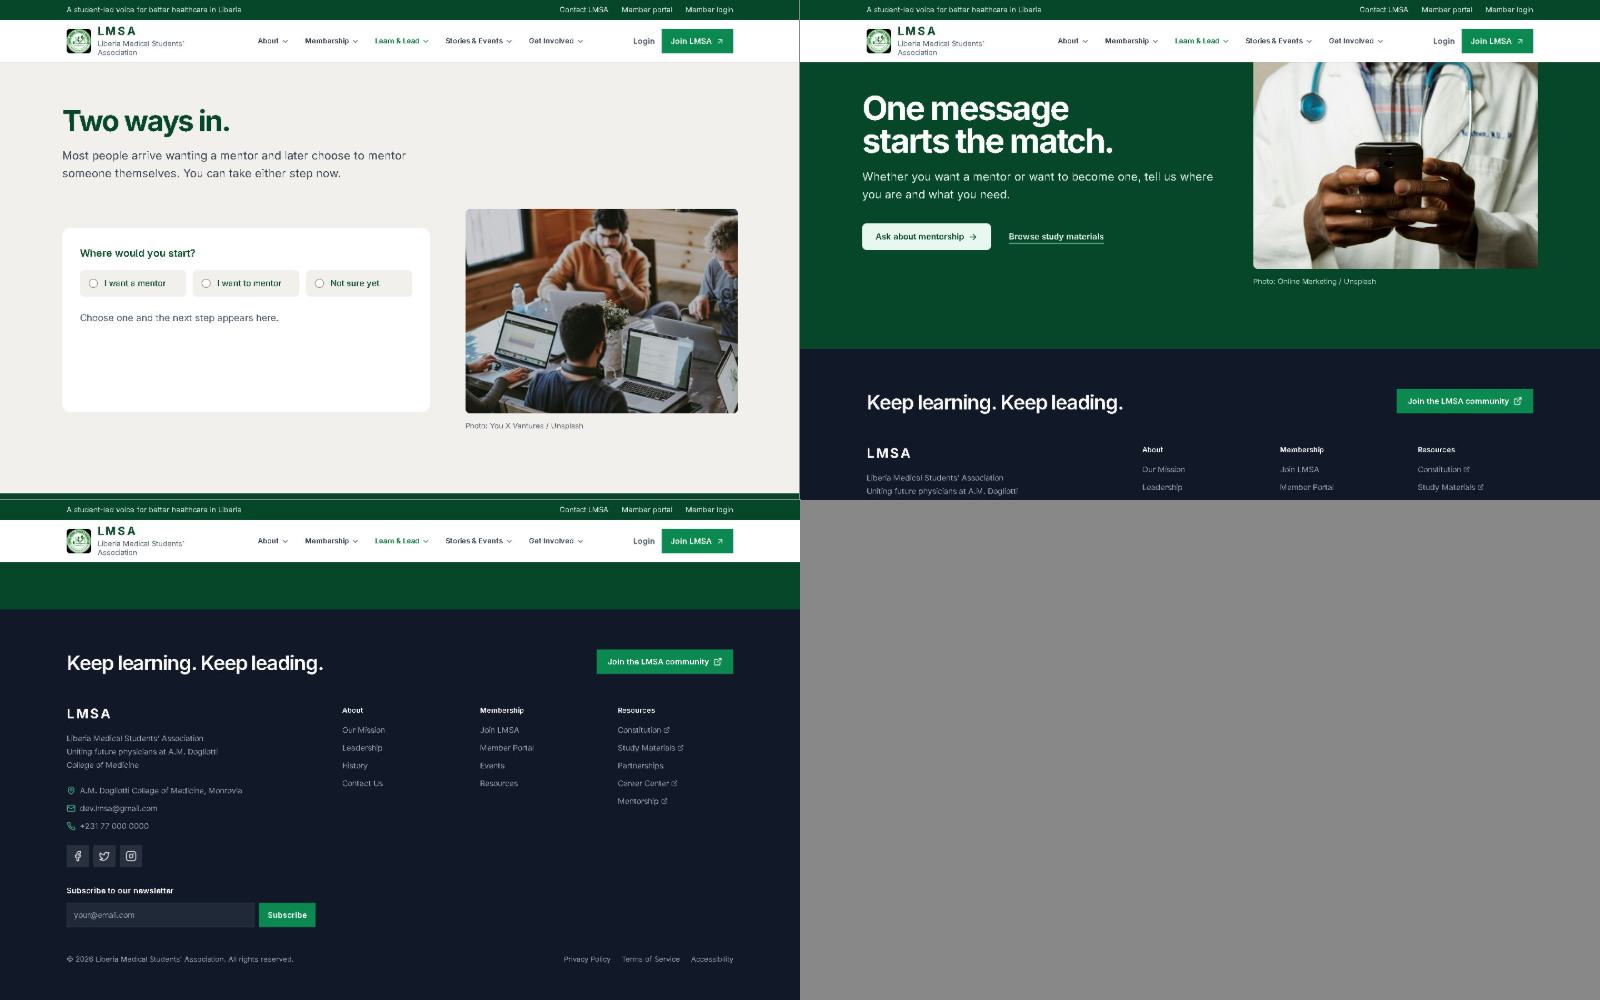 A student-led voice for better healthcare in Liberia
Contact LMSA Member portal Member login
LMSA
Liberia Medical Students'
Association
About Membership Learn & Lead Stories & Events Get Involved
Login Join LMSA
Two ways in.
Most people arrive wanting a mentor and later choose to mentor
someone themselves. You can take either step now.
Where would you start?
I want a mentor I want to mentor Not sure yet
Choose one and the next step appears here.
Photo: You X Ventures / Unsplash
A student-led voice for better healthcare in Liberia
Contact LMSA Member portal Member login
LMSA
Liberia Medical Students'
Association
About Membership Learn & Lead Stories & Events Get Involved
Login Join LMSA
One message
starts the match.
Whether you want a mentor or want to become one, tell us where
you are and what you need.
Ask about mentorship Browse study materials
Photo: Online Marketing / Unsplash
Keep learning. Keep leading.
Join the LMSA community
LMSA
Liberia Medical Students' Association
Uniting future physicians at A.M. Dogliotti
About
Our Mission
Leadership
Membership
Join LMSA
Member Portal
Resources
Constitution
Study Materials
A student-led voice for better healthcare in Liberia
Contact LMSA Member portal Member login
LMSA
Liberia Medical Students'
Association
About Membership Learn & Lead Stories & Events Get Involved
Login Join LMSA
Keep learning. Keep leading.
Join the LMSA community
LMSA
Liberia Medical Students' Association
Uniting future physicians at A.M. Dogliotti
College of Medicine
A.M. Dogliotti College of Medicine, Monrovia
dev.lmsa@gmail.com
+231 77 000 0000
About
Our Mission
Leadership
History
Contact Us
Membership
Join LMSA
Member Portal
Events
Resources
Resources
Constitution
Study Materials
Partnerships
Career Center
Mentorship
Subscribe to our newsletter
your@email.com
Subscribe
© 2026 Liberia Medical Students' Association. All rights reserved.
Privacy Policy Terms of Service Accessibility